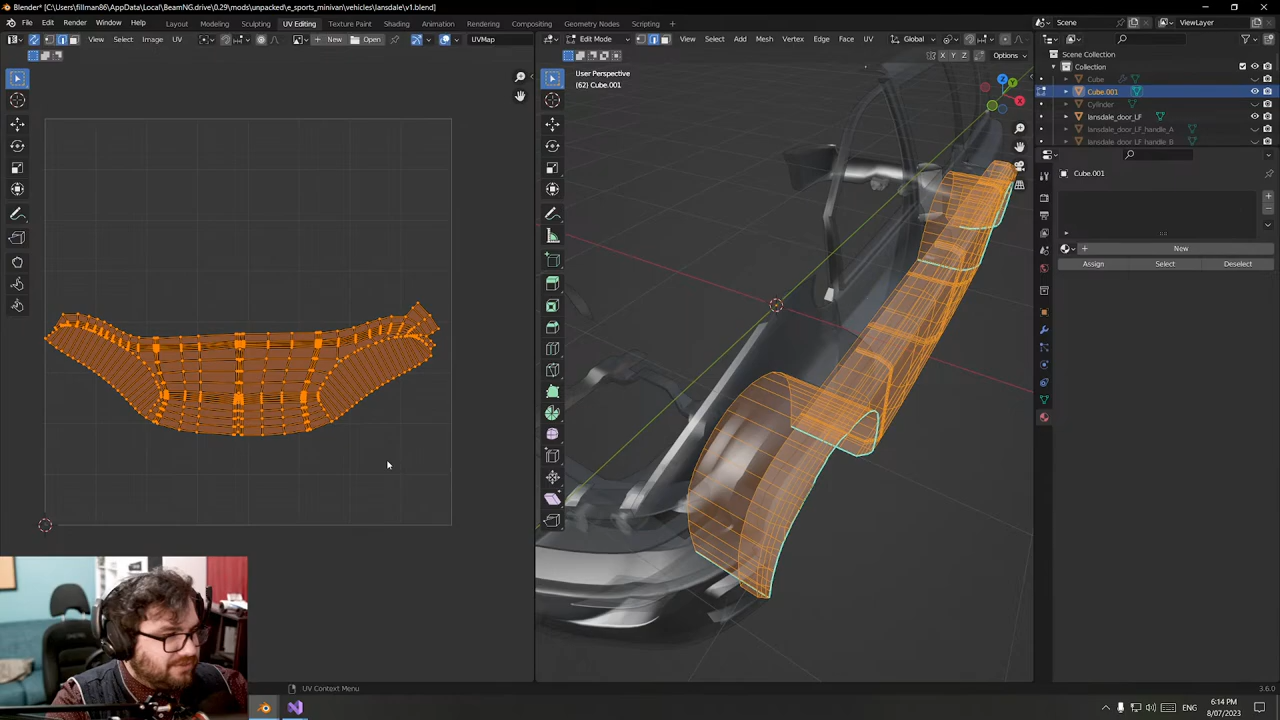 Blender* [C:\Users\fillman86\AppData\Local\BeamNG.drive\0.29\mods\unpacked\e_sports_minivan\vehicles\lansdale\v1.blend]
File Edit Render Window Help Layout Modeling Sculpting UV Editing Texture Paint Shading Animation Rendering Compositing Geometry Nodes Scripting Scene ViewLayer
View Select Image UV New Open UVMap Edit Mode View Select Add Mesh Vertex Edge Face UV Global
X Y Z Options
User Perspective
(62) Cube.001
Scene Collection
Collection
Cube
Cube.001
Cylinder
lansdale_door_LF
lansdale_door_LF_handle_A
lansdale_door_LF_handle_B
Cube.001
New
Assign Select Deselect
UV Context Menu
3.6.0
ENG
6:14 PM
8/07/2023